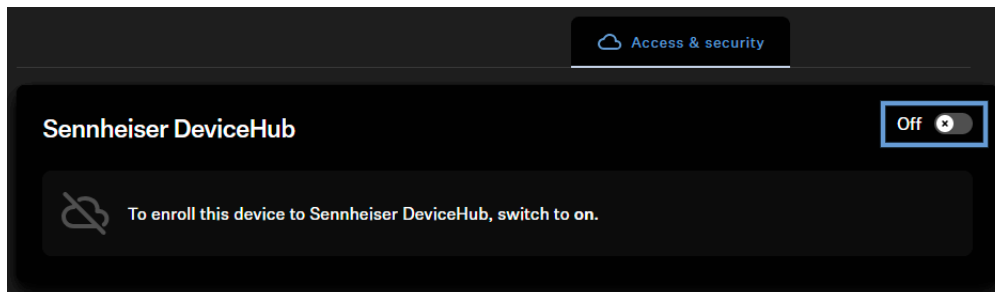 Access & security
Sennheiser DeviceHub
Off
To enroll this device to Sennheiser DeviceHub, switch to on.